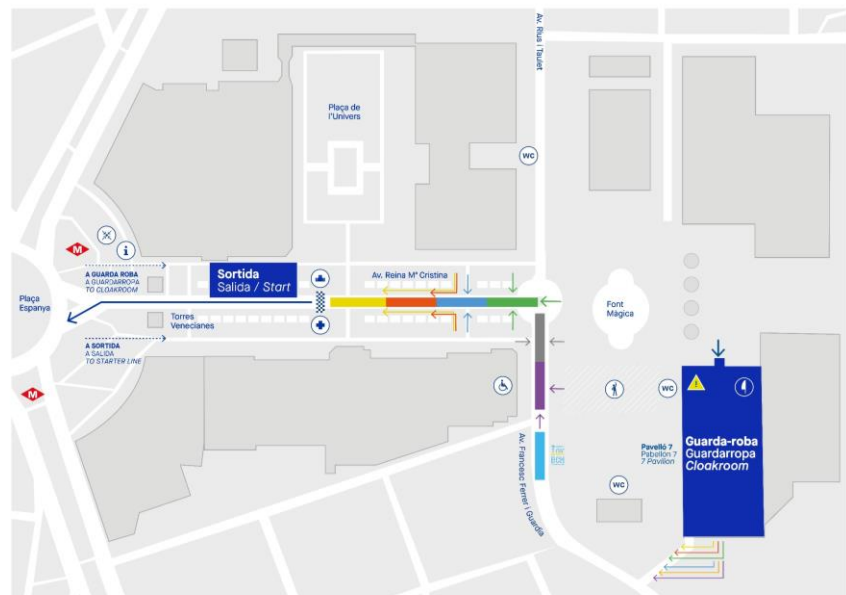 Av. Rius i Taulet
Plaça de
l'Univers
WC
M
i
A GUARDA ROBA
A GUARDARROPA
TO CLOAKROOM
Sortida
Salida / Start
Av. Reina Mª Cristina
Plaça
Espanya
Torres
Venecianes
Font
Màgica
A SORTIDA
A SALIDA
TO STARTER LINE
M
WC
Guarda-roba
Guardarropa
Cloakroom
Pavelló 7
Pabellon 7
7 Pavilion
Av. Francesc Ferrer i Guardia
WC